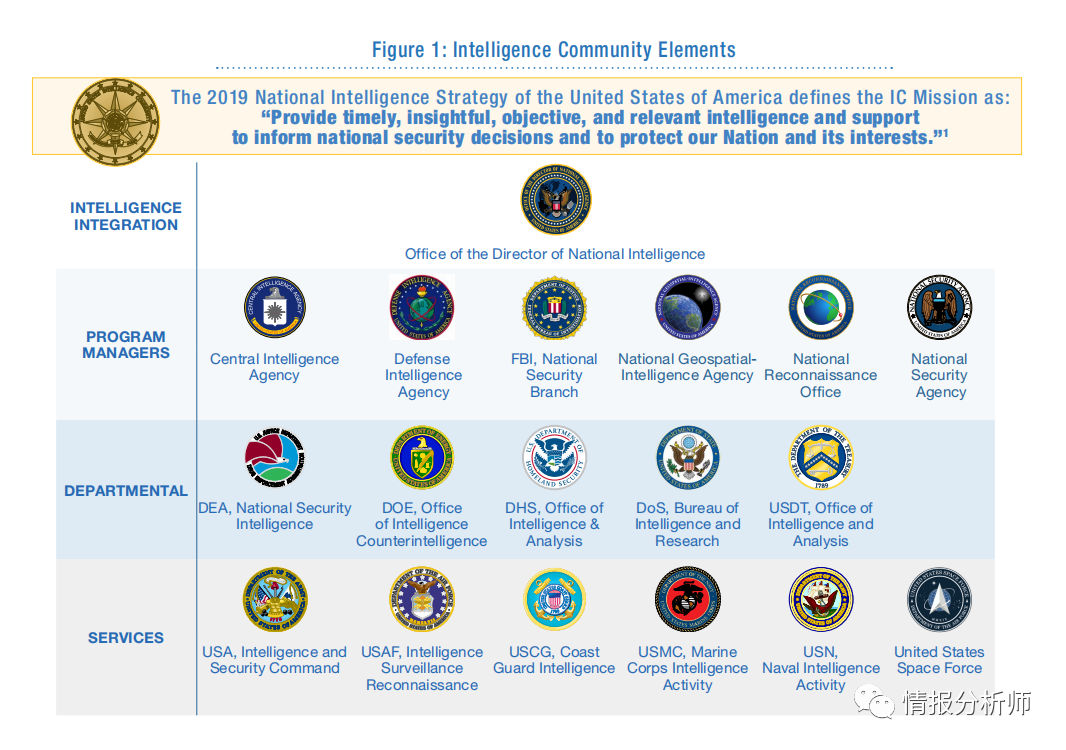 Figure 1: Intelligence Community Elements
The 2019 National Intelligence Strategy of the United States of America defines the IC Mission as:
“Provide timely, insightful, objective, and relevant intelligence and support
to inform national security decisions and to protect our Nation and its interests.”1
INTELLIGENCE
INTEGRATION
Office of the Director of National Intelligence
PROGRAM
MANAGERS
Central Intelligence
Agency
Defense
Intelligence
Agency
FBI, National
Security
Branch
National Geospatial-
Intelligence Agency
National
Reconnaissance
Office
National
Security
Agency
DEPARTMENTAL
DEA, National Security
Intelligence
DOE, Office
of Intelligence
Counterintelligence
DHS, Office of
Intelligence &
Analysis
DoS, Bureau of
Intelligence and
Research
USDT, Office of
Intelligence and
Analysis
SERVICES
USA, Intelligence and
Security Command
USAF, Intelligence
Surveillance
Reconnaissance
USCG, Coast
Guard Intelligence
USMC, Marine
Corps Intelligence
Activity
USN,
Naval Intelligence
Activity
United States
Space Force
情报分析师